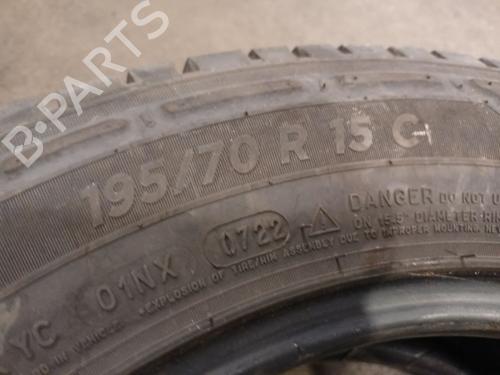 B-PARTS
195/70 R 15 C
DANGER DO NOT
ON 15.5" DIAMETER RIM
YC 01NX 0722
*EXPLOSION OF TIRE/RIM ASSEMBLY DUE TO IMPROPER MOUNTING